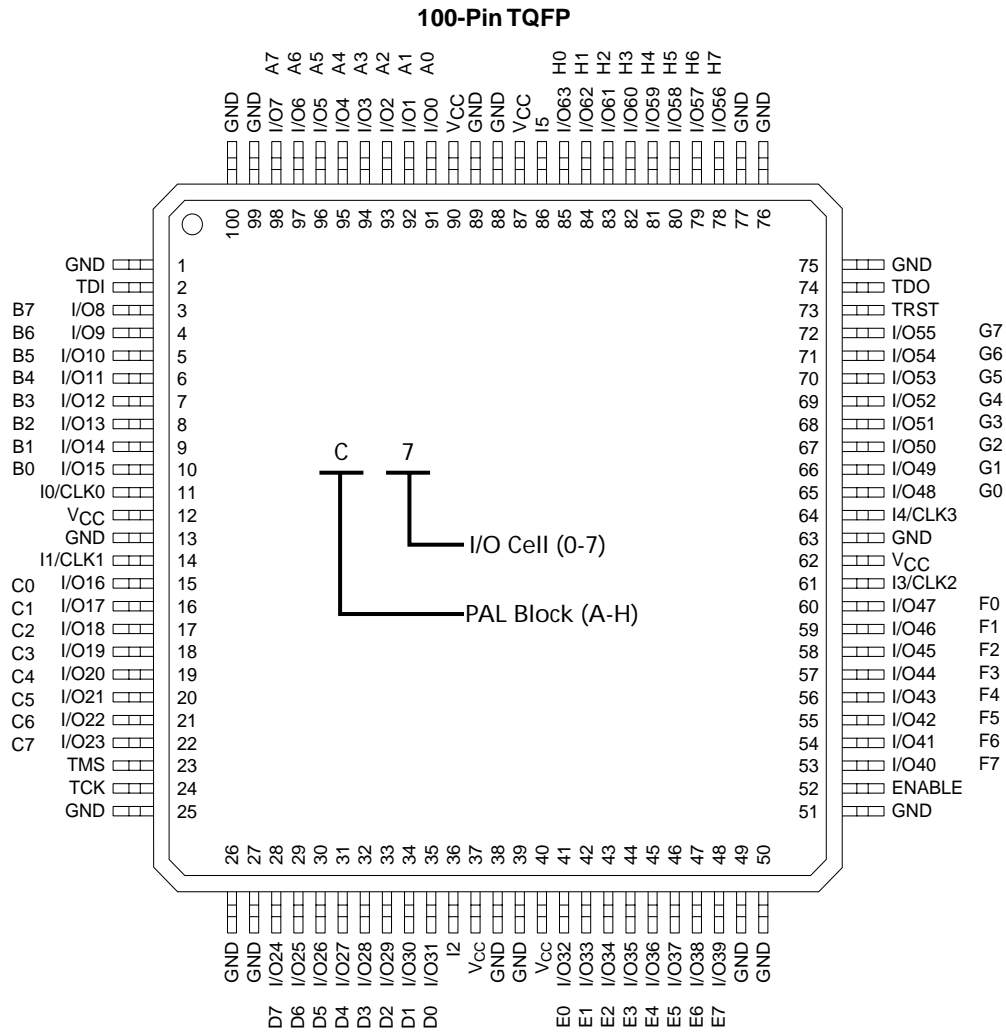 100-Pin TQFP
A7 A6 A5 A4 A3 A2 A1 A0 H0 H1 H2 H3 H4 H5 H6 H7
GND GND I/O7 I/O6 I/O5 I/O4 I/O3 I/O2 I/O1 I/O0 VCC GND GND VCC I5 I/O63 I/O62 I/O61 I/O60 I/O59 I/O58 I/O57 I/O56 GND GND
100 99 98 97 96 95 94 93 92 91 90 89 88 87 86 85 84 83 82 81 80 79 78 77 76
GND 1 75 GND
TDI 2 74 TDO
B7 I/O8 3 73 TRST
B6 I/O9 4 72 I/O55 G7
B5 I/O10 5 71 I/O54 G6
B4 I/O11 6 70 I/O53 G5
B3 I/O12 7 69 I/O52 G4
B2 I/O13 8 68 I/O51 G3
B1 I/O14 9 67 I/O50 G2
B0 I/O15 10 66 I/O49 G1
I0/CLK0 11 65 I/O48 G0
VCC 12 64 I4/CLK3
GND 13 63 GND
I1/CLK1 14 62 VCC
C0 I/O16 15 61 I3/CLK2
C1 I/O17 16 60 I/O47 F0
C2 I/O18 17 59 I/O46 F1
C3 I/O19 18 58 I/O45 F2
C4 I/O20 19 57 I/O44 F3
C5 I/O21 20 56 I/O43 F4
C6 I/O22 21 55 I/O42 F5
C7 I/O23 22 54 I/O41 F6
TMS 23 53 I/O40 F7
TCK 24 52 ENABLE
GND 25 51 GND
C 7
I/O Cell (0-7)
PAL Block (A-H)
26 27 28 29 30 31 32 33 34 35 36 37 38 39 40 41 42 43 44 45 46 47 48 49 50
GND GND I/O24 I/O25 I/O26 I/O27 I/O28 I/O29 I/O30 I/O31 I2 Vcc GND GND Vcc I/O32 I/O33 I/O34 I/O35 I/O36 I/O37 I/O38 I/O39 GND GND
D7 D6 D5 D4 D3 D2 D1 D0 E0 E1 E2 E3 E4 E5 E6 E7